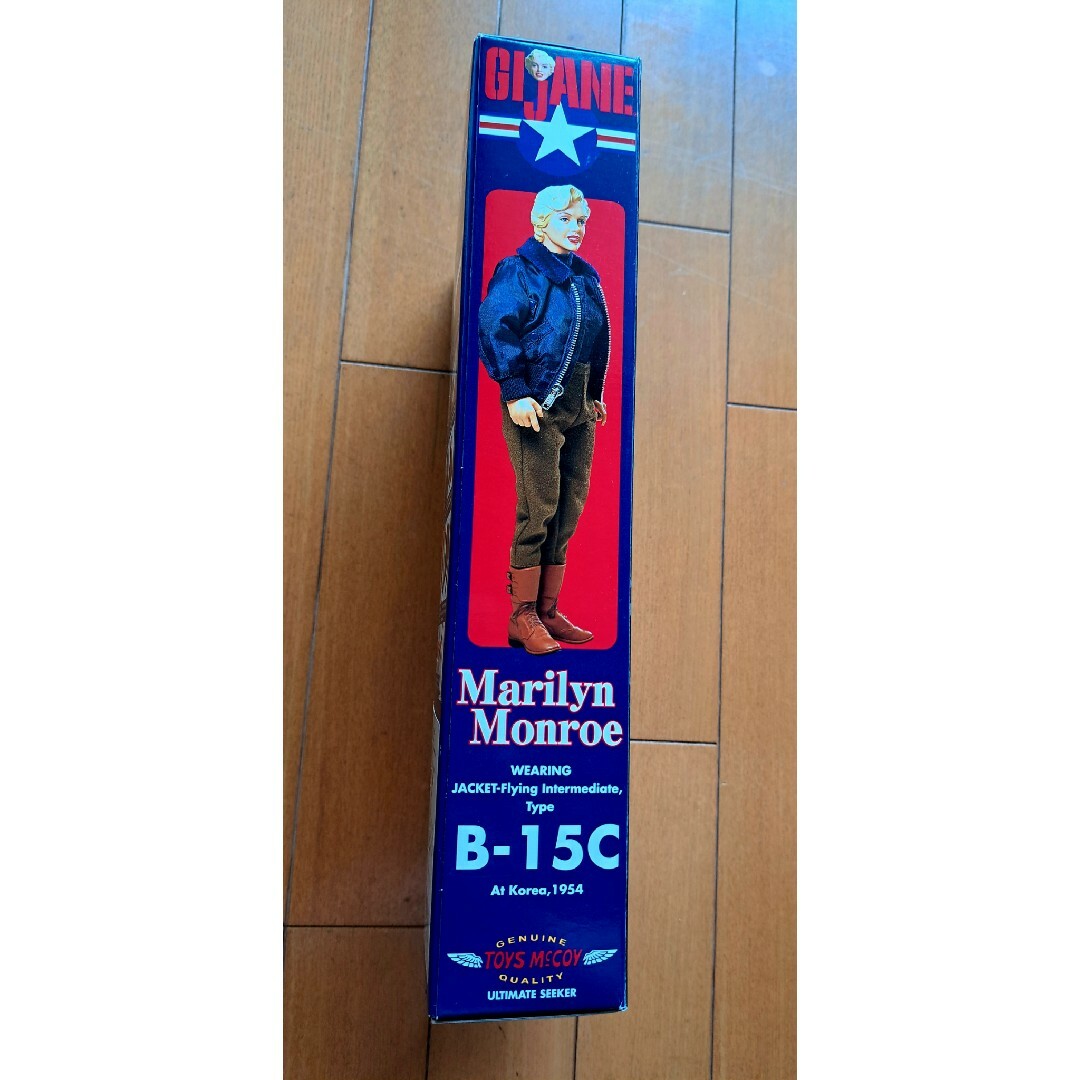 GI JANE
Marilyn
Monroe
WEARING
JACKET-Flying Intermediate,
Type
B-15C
At Korea,1954
GENUINE
TOYS McCOY
QUALITY
ULTIMATE SEEKER